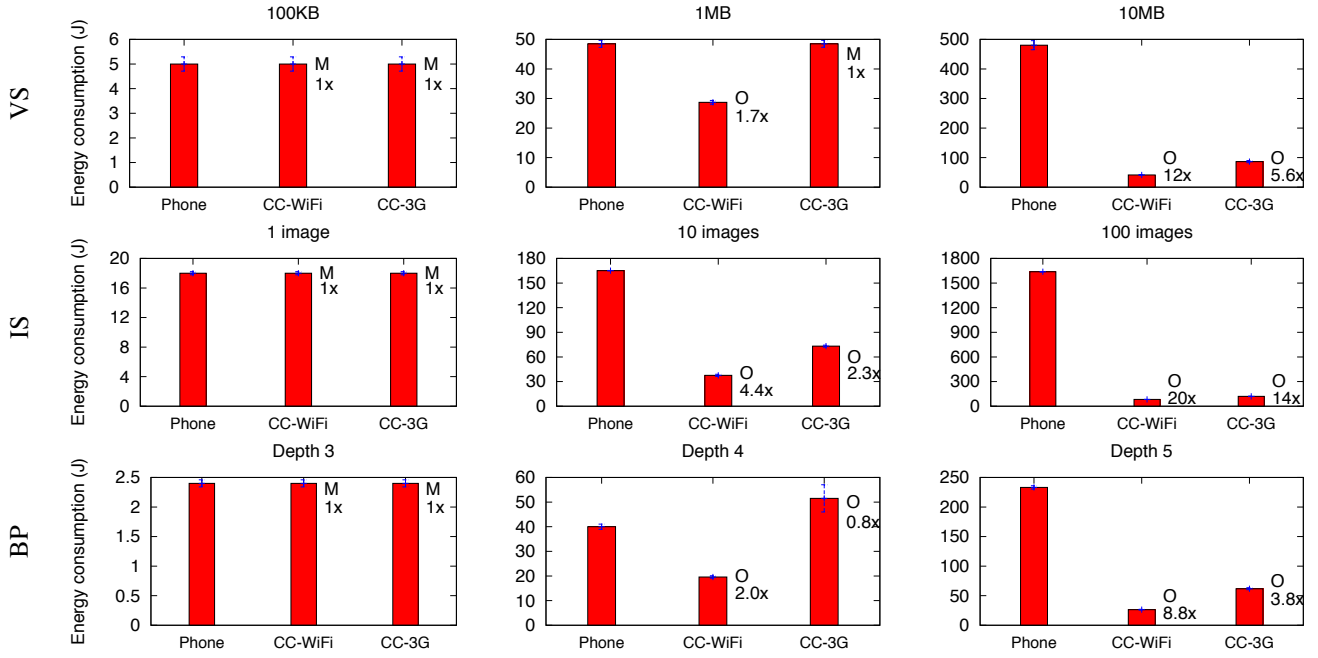 100KB 1MB 10MB
VS
Energy consumption (J)
6
5
4
3
2
1
0
M
1x
M
1x
Phone CC-WiFi CC-3G
50
40
30
20
10
0
O
1.7x
M
1x
Phone CC-WiFi CC-3G
500
400
300
200
100
0
O
12x
O
5.6x
Phone CC-WiFi CC-3G
1 image 10 images 100 images
IS
Energy consumption (J)
20
16
12
8
4
0
M
1x
M
1x
Phone CC-WiFi CC-3G
180
150
120
90
60
30
0
O
4.4x
O
2.3x
Phone CC-WiFi CC-3G
1800
1500
1200
900
600
300
0
O
20x
O
14x
Phone CC-WiFi CC-3G
Depth 3 Depth 4 Depth 5
BP
Energy consumption (J)
2.5
2
1.5
1
0.5
0
M
1x
M
1x
Phone CC-WiFi CC-3G
60
50
40
30
20
10
0
O
2.0x
O
0.8x
Phone CC-WiFi CC-3G
250
200
150
100
50
0
O
8.8x
O
3.8x
Phone CC-WiFi CC-3G